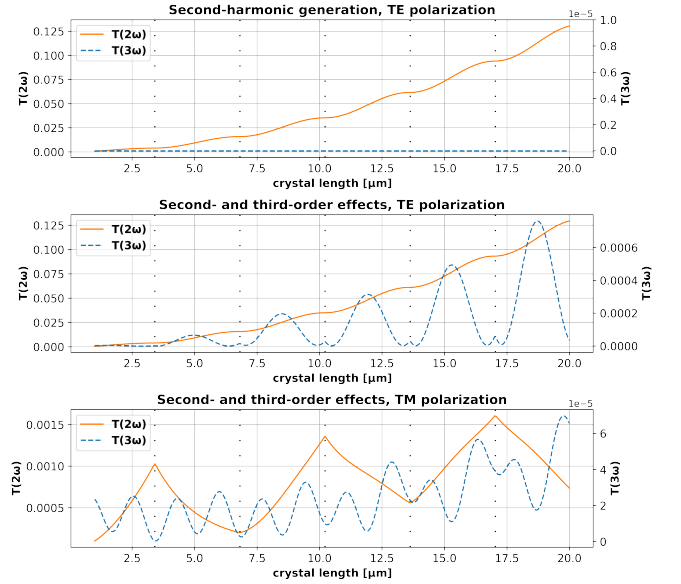 Second-harmonic generation, TE polarization
1e−5
T(2ω)
T(3ω)
0.125
0.100
0.075
0.050
0.025
0.000
T(2ω)
1.0
0.8
0.6
0.4
0.2
0.0
T(3ω)
2.5 5.0 7.5 10.0 12.5 15.0 17.5 20.0
crystal length [μm]
Second- and third-order effects, TE polarization
T(2ω)
T(3ω)
0.125
0.100
0.075
0.050
0.025
0.000
T(2ω)
0.0006
0.0004
0.0002
0.0000
T(3ω)
2.5 5.0 7.5 10.0 12.5 15.0 17.5 20.0
crystal length [μm]
Second- and third-order effects, TM polarization
1e−5
T(2ω)
T(3ω)
0.0015
0.0010
0.0005
T(2ω)
6
4
2
0
T(3ω)
2.5 5.0 7.5 10.0 12.5 15.0 17.5 20.0
crystal length [μm]